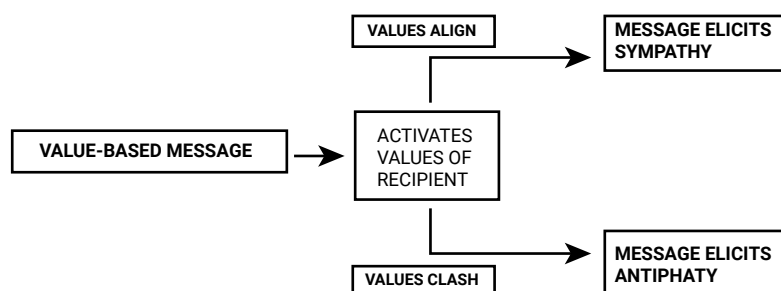 VALUES ALIGN
MESSAGE ELICITS
SYMPATHY
VALUE-BASED MESSAGE
ACTIVATES
VALUES OF
RECIPIENT
VALUES CLASH
MESSAGE ELICITS
ANTIPHATY